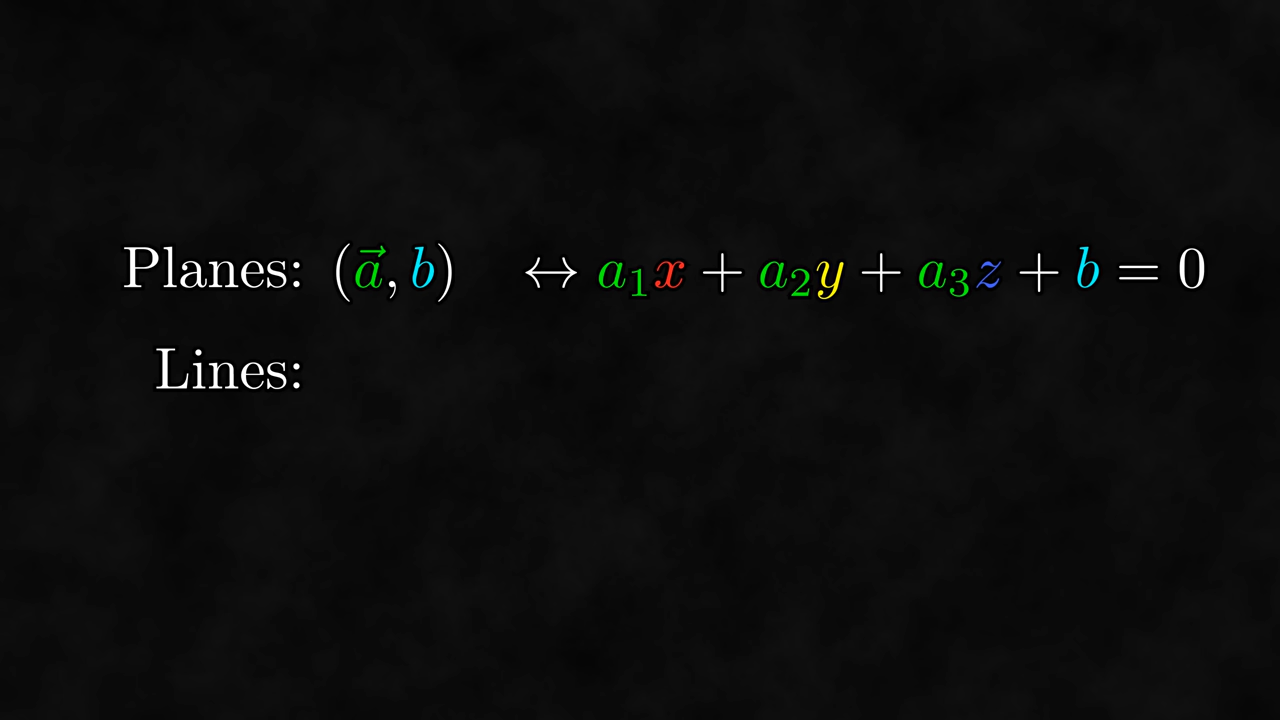 Planes: (a⃗, b) ↔ a₁x + a₂y + a₃z + b = 0
Lines: